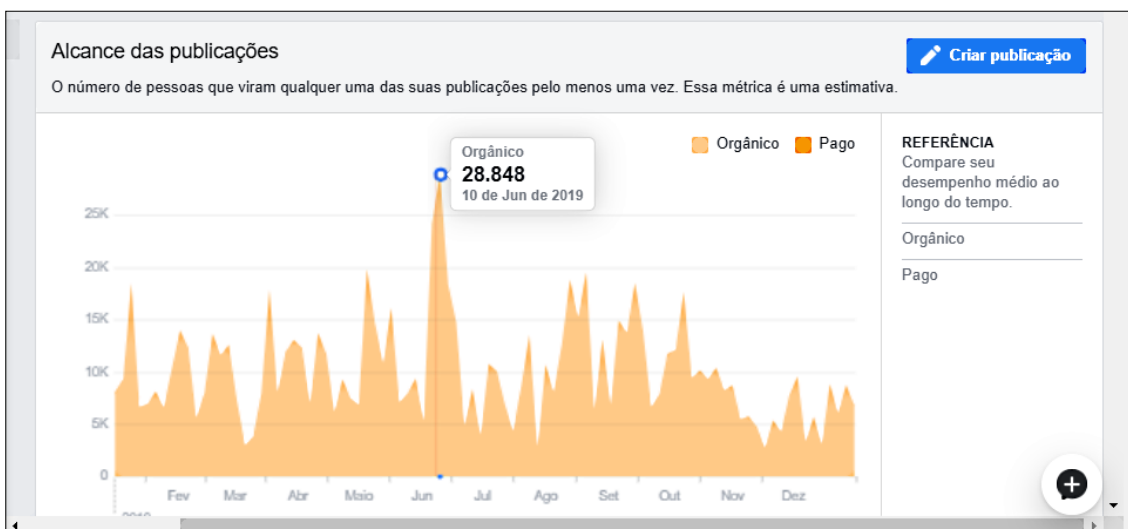 Alcance das publicações
Criar publicação
O número de pessoas que viram qualquer uma das suas publicações pelo menos uma vez. Essa métrica é uma estimativa.
Orgânico
28.848
10 de Jun de 2019
Orgânico Pago
REFERÊNCIA
Compare seu
desempenho médio ao
longo do tempo.
Orgânico
Pago
25K
20K
15K
10K
5K
0
Fev Mar Abr Maio Jun Jul Ago Set Out Nov Dez
2019